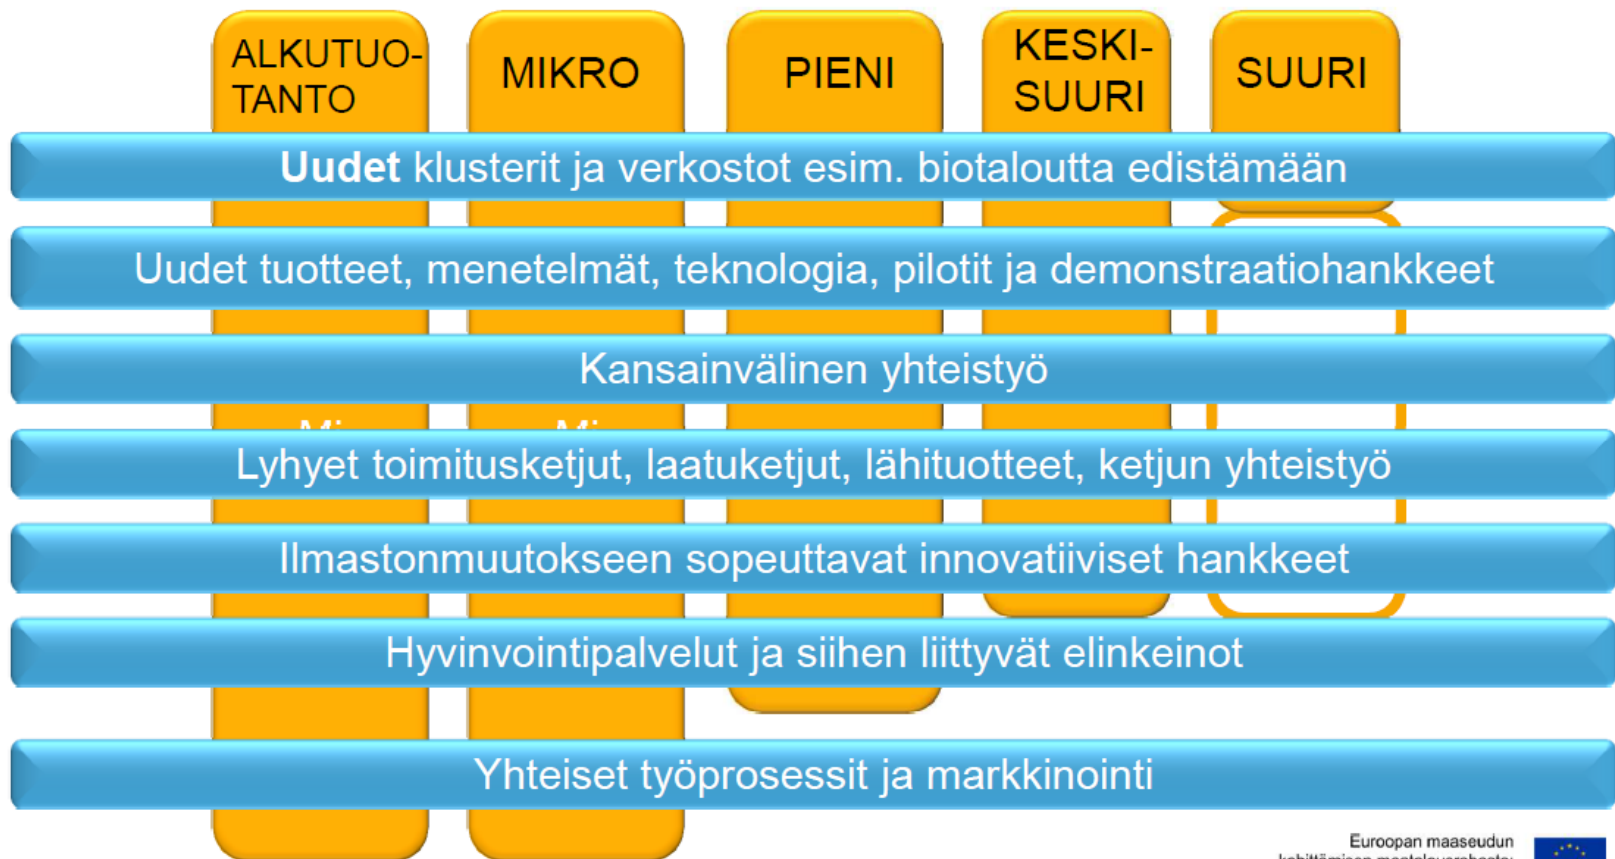 ALKUTUO-
TANTO
MIKRO
PIENI
KESKI-
SUURI
SUURI
Uudet klusterit ja verkostot esim. biotaloutta edistämään
Uudet tuotteet, menetelmät, teknologia, pilotit ja demonstraatiohankkeet
Kansainvälinen yhteistyö
Lyhyet toimitusketjut, laatuketjut, lähituotteet, ketjun yhteistyö
Ilmastonmuutokseen sopeuttavat innovatiiviset hankkeet
Hyvinvointipalvelut ja siihen liittyvät elinkeinot
Yhteiset työprosessit ja markkinointi
Euroopan maaseudun